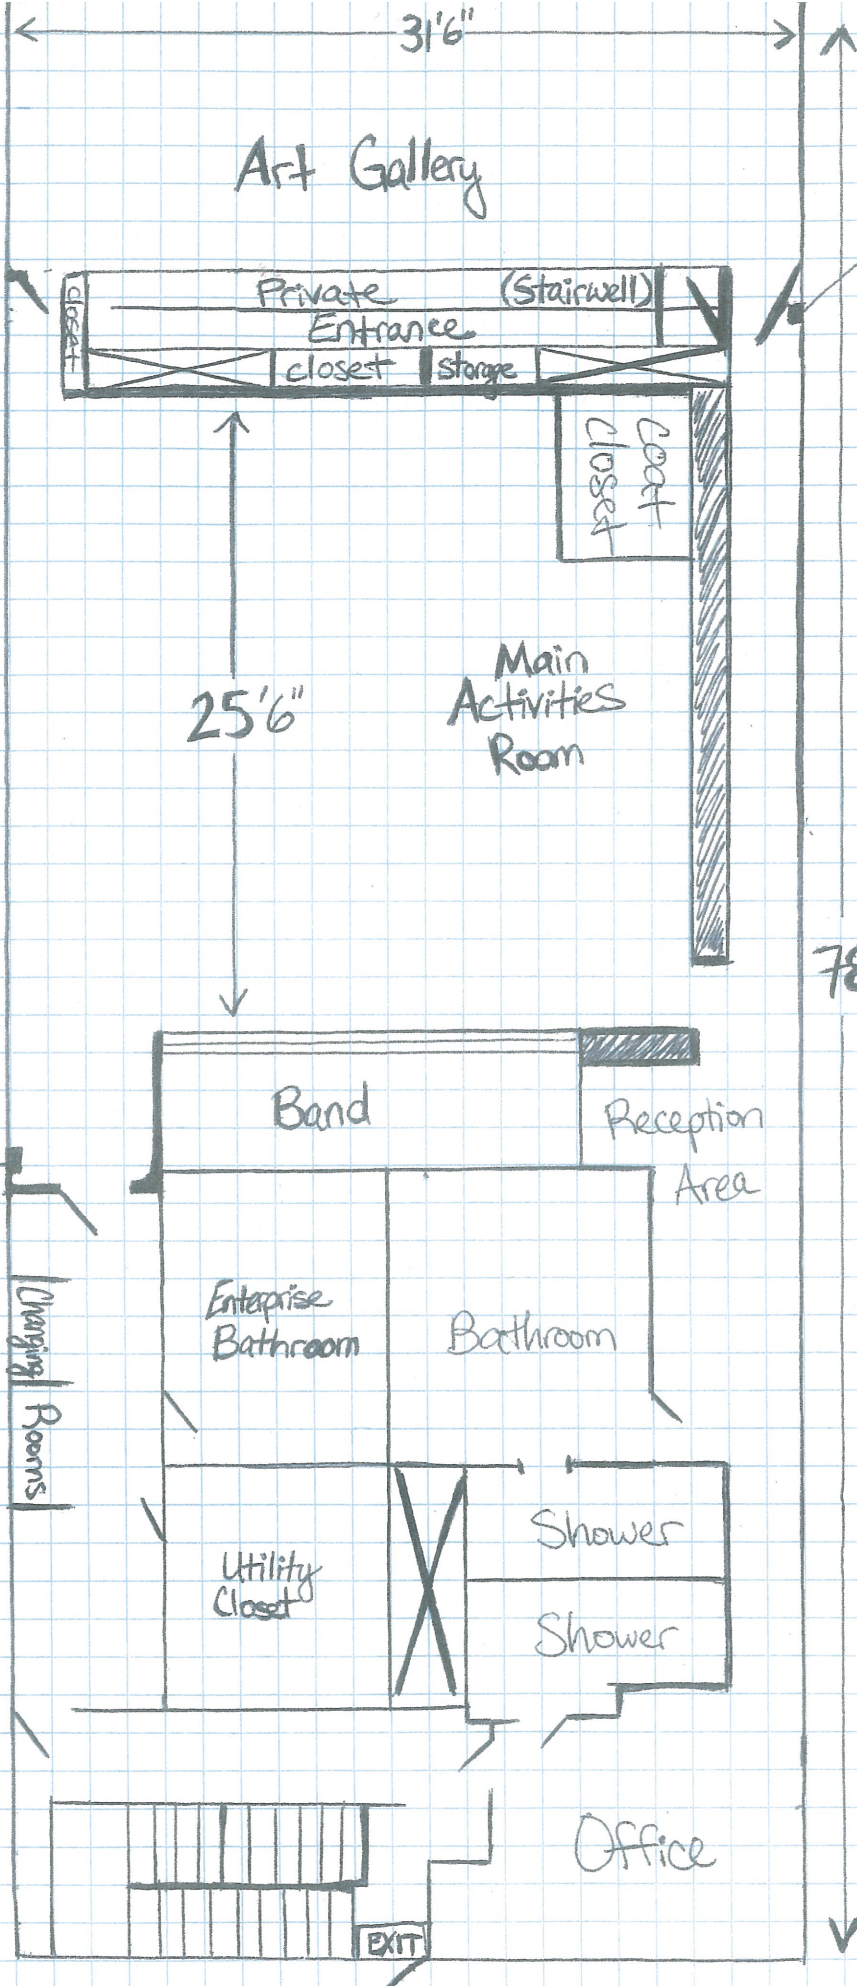 31'6"
Art Gallery
Private (Stairwell)
Entrance
closet
closet storage
Coat
Closet
Main
Activities
Room
25'6"
78
Band
Reception
Area
Enterprise
Bathroom
Bathroom
Changing Rooms
Shower
Utility
Closet
Shower
Office
EXIT